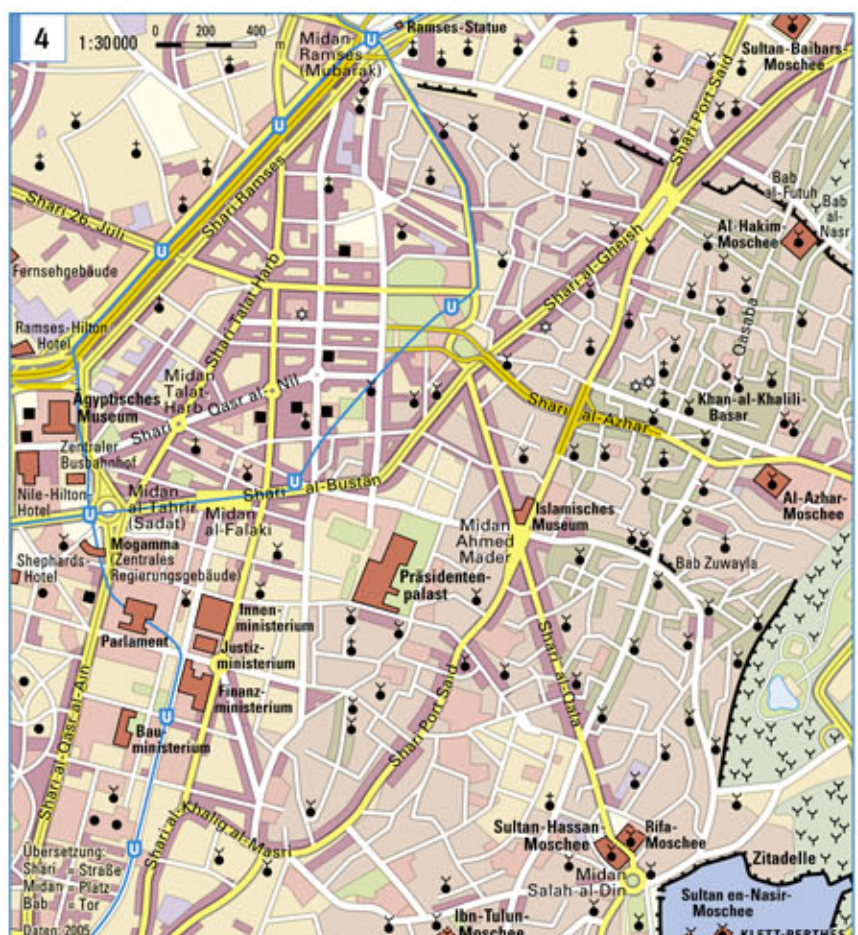 4
1:30000
0 200 400 m
Midan-
Ramses
(Mubarak)
Ramses-Statue
Sultan-Baibars-
Moschee
Shari Port Said
Bab
al-Futuh
Bab
al-
Nasr
Al-Hakim-
Moschee
Shari 26. Juli
Shari Ramses
Shari al-Ghaish
Qasaba
Fernsehgebäude
Shari Talat Harb
Ramses-Hilton
Hotel
Midan
Talat-
Harb
Shari Qasr al-Nil
Khan-al-Khalili-
Basar
Shari al-Azhar
Ägyptisches
Museum
Zentraler
Busbahnhof
Nile-Hilton-
Hotel
Midan
al-Tahrir
(Sadat)
Shari al-Bustan
Midan
al-Falaki
Al-Azhar-
Moschee
Islamisches
Museum
Midan
Ahmed
Mader
Mogamma
(Zentrales
Regierungsgebäude)
Shephards-
Hotel
Bab Zuwayla
Präsidenten-
palast
Innen-
ministerium
Parlament
Justiz-
ministerium
Finanz-
ministerium
Bau-
ministerium
Shari al-Qala
Shari Port Said
Shari al-Qasr al-Ain
Shari al-Khalig al-Masri
Sultan-Hassan-
Moschee
Rifa-
Moschee
Zitadelle
Midan
Salah-al-Din
Sultan en-Nasir-
Moschee
Ibn-Tulun-
Moschee
KLETT-PERTHES
Übersetzung:
Shari = Straße
Midan = Platz
Bab = Tor
Daten: 2005
U
U
U
U
U
U
U
U